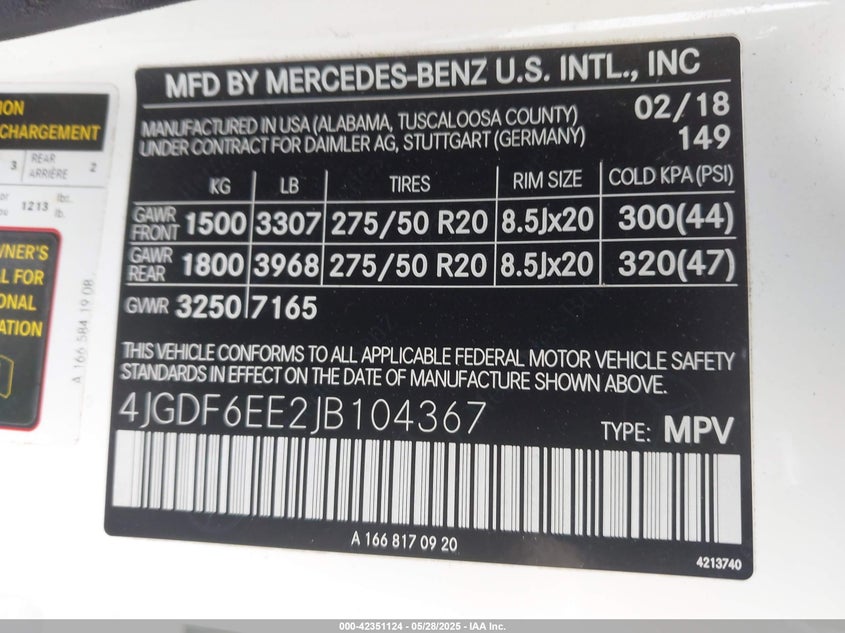 ION
CHARGEMENT
3 REAR 2
ARRIÈRE
1213 lbs.
lb.
WNER'S
AL FOR
ONAL
ATION
A 166 584 19 08
MFD BY MERCEDES-BENZ U.S. INTL., INC
MANUFACTURED IN USA (ALABAMA, TUSCALOOSA COUNTY) 02/18
UNDER CONTRACT FOR DAIMLER AG, STUTTGART (GERMANY) 149
KG LB TIRES RIM SIZE COLD KPA (PSI)
GAWR FRONT 1500 3307 275/50 R20 8.5Jx20 300(44)
GAWR REAR 1800 3968 275/50 R20 8.5Jx20 320(47)
GVWR 3250 7165
THIS VEHICLE CONFORMS TO ALL APPLICABLE FEDERAL MOTOR VEHICLE SAFETY
STANDARDS IN EFFECT ON THE DATE OF MANUFACTURE SHOWN ABOVE.
4JGDF6EE2JB104367 TYPE: MPV
A 166 817 09 20
4213740
000-42351124 - 05/28/2025 - IAA Inc.